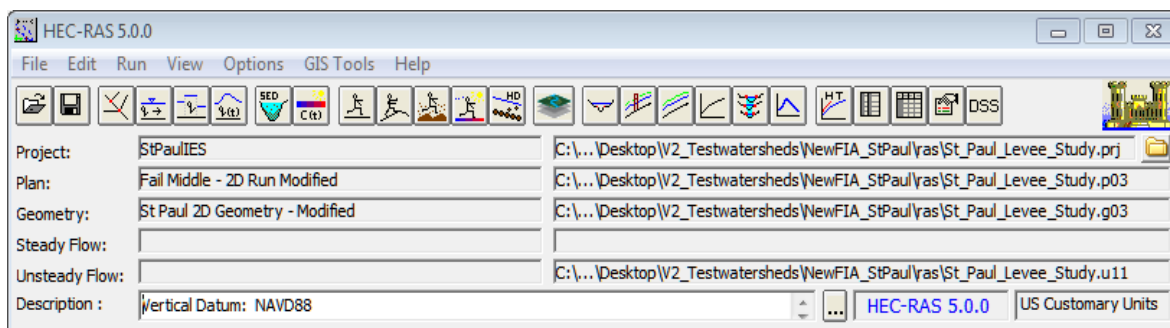 HEC-RAS 5.0.0
File Edit Run View Options GIS Tools Help
SED C(t) HD HT DSS
Project: StPaulIES C:\...\Desktop\V2_Testwatersheds\NewFIA_StPaul\ras\St_Paul_Levee_Study.prj
Plan: Fail Middle - 2D Run Modified C:\...\Desktop\V2_Testwatersheds\NewFIA_StPaul\ras\St_Paul_Levee_Study.p03
Geometry: St Paul 2D Geometry - Modified C:\...\Desktop\V2_Testwatersheds\NewFIA_StPaul\ras\St_Paul_Levee_Study.g03
Steady Flow:
Unsteady Flow: C:\...\Desktop\V2_Testwatersheds\NewFIA_StPaul\ras\St_Paul_Levee_Study.u11
Description : Vertical Datum: NAVD88 ... HEC-RAS 5.0.0 US Customary Units